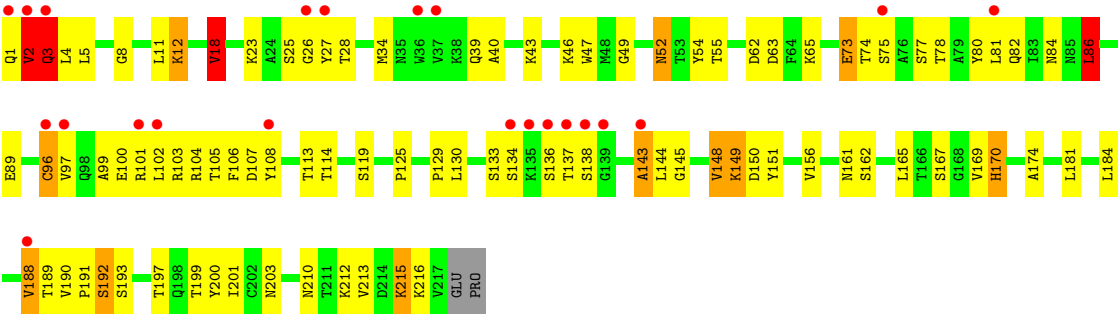 Q1 V2 Q3 L4 L5 G8 L11 K12 V18 K23 A24 S25 G26 Y27 T28 M34 N35 W36 V37 K38 Q39 A40 K43 K46 W47 M48 G49 N52 T53 Y54 T55 D62 D63 F64 K65 E73 T74 S75 A76 S77 T78 A79 Y80 L81 Q82 I83 N84 N85 L86
E89 C96 V97 Q98 A99 E100 R101 L102 R103 R104 T105 F106 D107 Y108 T113 T114 S119 P125 P129 L130 S133 S134 K135 S136 T137 S138 G139 A143 L144 G145 V148 K149 D150 Y151 V156 N161 S162 L165 T166 S167 G168 V169 H170 A174 L181 L184
V188 T189 V190 P191 S192 S193 T197 Q198 T199 Y200 I201 C202 N203 N210 T211 K212 V213 D214 K215 K216 V217 GLU PRO